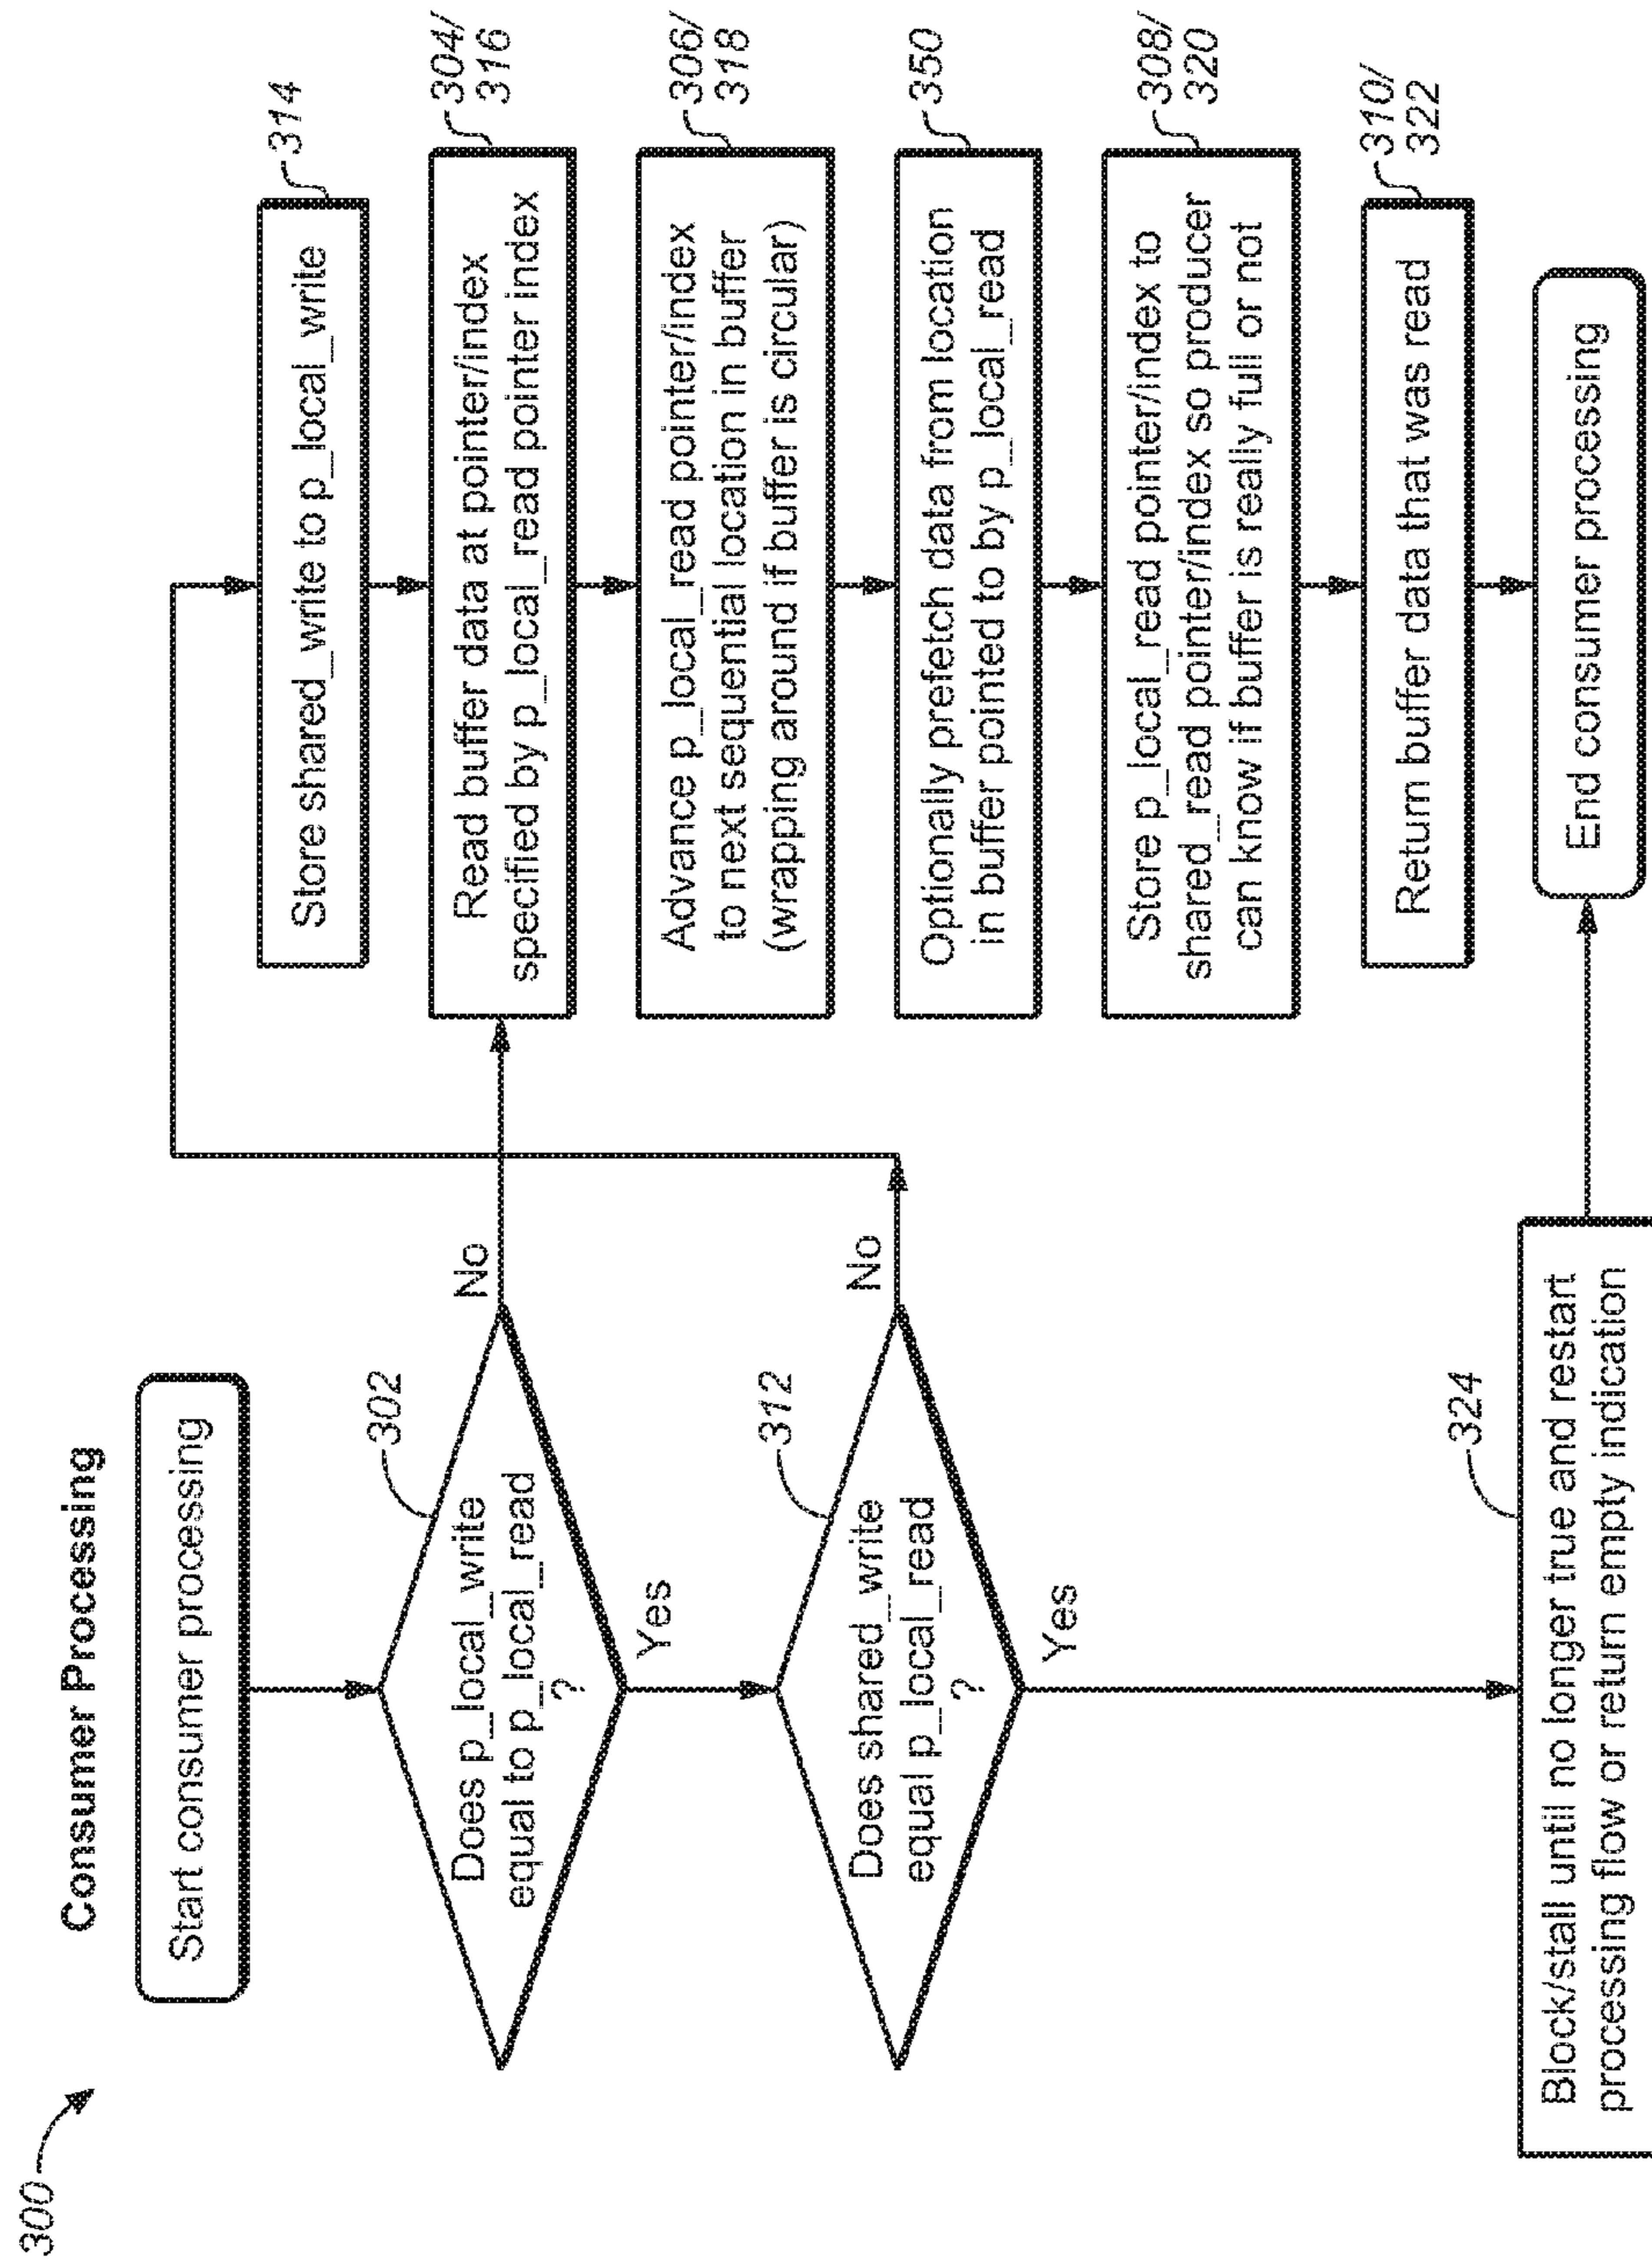 300
Consumer Processing
Start consumer processing
302
Does p_local_write
equal to p_local_read
?
No
Yes
312
Does shared_write
equal p_local_read
?
No
Yes
324
Block/stall until no longer true and restart
processing flow or return empty indication
314
Store shared_write to p_local_write
304/
316
Read buffer data at pointer/index
specified by p_local_read pointer index
306/
318
Advance p_local_read pointer/index
to next sequential location in buffer
(wrapping around if buffer is circular)
350
Optionally prefetch data from location
in buffer pointed to by p_local_read
308/
320
Store p_local_read pointer/index to
shared_read pointer/index so producer
can know if buffer is really full or not
310/
322
Return buffer data that was read
End consumer processing